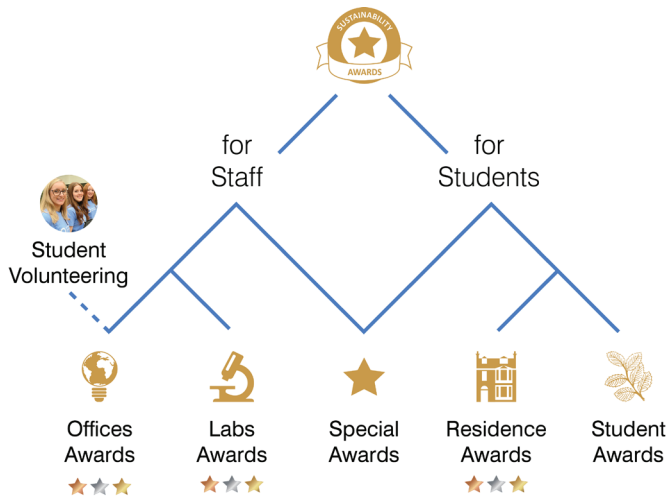 SUSTAINABILITY
AWARDS
for
Staff
for
Students
Student
Volunteering
Offices
Awards
Labs
Awards
Special
Awards
Residence
Awards
Student
Awards